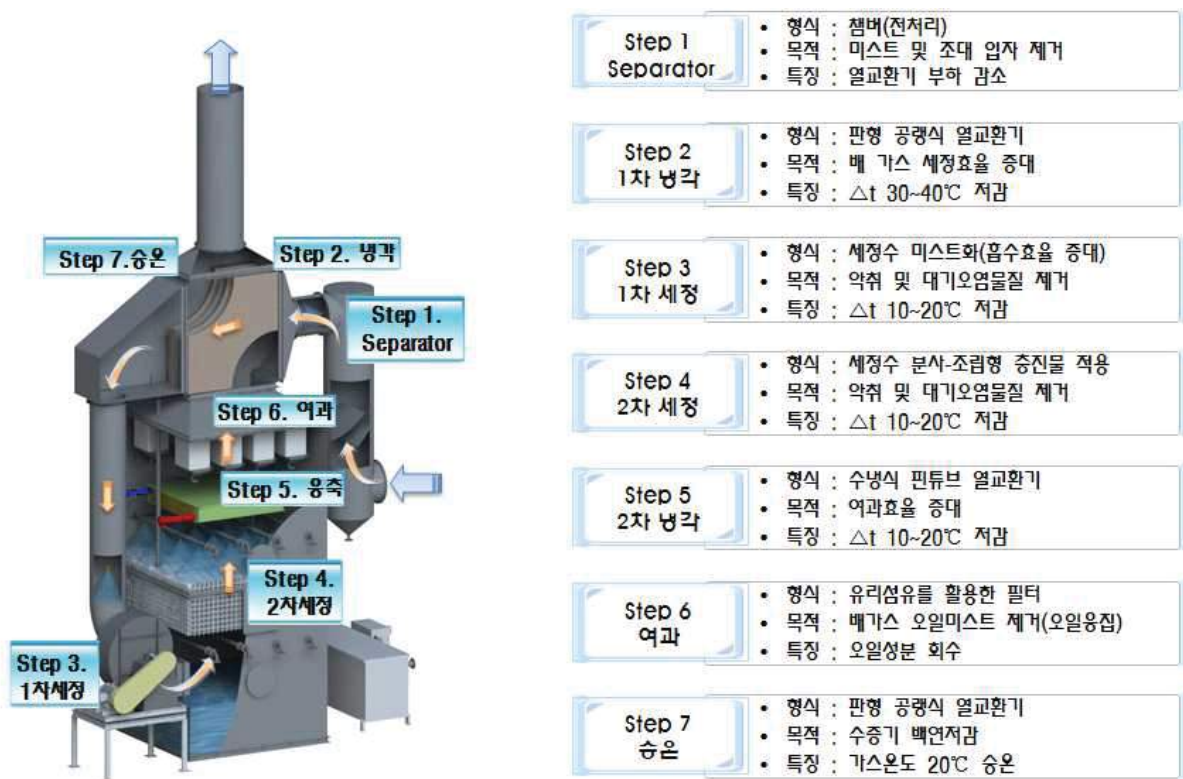 Step 7.승온
Step 2. 냉각
Step 1.
Separator
Step 6. 여과
Step 5. 응축
Step 4.
2차세정
Step 3.
1차세정
Step 1
Separator
• 형식 : 챔버(전처리)
• 목적 : 미스트 및 조대 입자 제거
• 특징 : 열교환기 부하 감소
Step 2
1차 냉각
• 형식 : 판형 공랭식 열교환기
• 목적 : 배 가스 세정효율 증대
• 특징 : △t 30~40℃ 저감
Step 3
1차 세정
• 형식 : 세정수 미스트화(흡수효율 증대)
• 목적 : 악취 및 대기오염물질 제거
• 특징 : △t 10~20℃ 저감
Step 4
2차 세정
• 형식 : 세정수 분사-조립형 충진물 적용
• 목적 : 악취 및 대기오염물질 제거
• 특징 : △t 10~20℃ 저감
Step 5
2차 냉각
• 형식 : 수냉식 핀튜브 열교환기
• 목적 : 여과효율 증대
• 특징 : △t 10~20℃ 저감
Step 6
여과
• 형식 : 유리섬유를 활용한 필터
• 목적 : 배가스 오일미스트 제거(오일응집)
• 특징 : 오일성분 회수
Step 7
승온
• 형식 : 판형 공랭식 열교환기
• 목적 : 수증기 백연저감
• 특징 : 가스온도 20℃ 승온